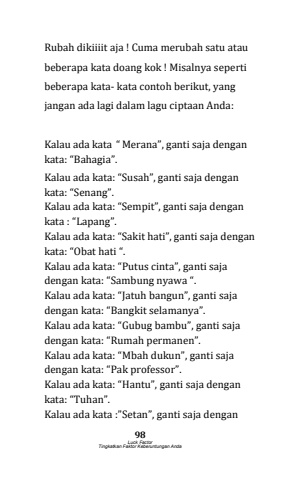 Rubah dikiiiit aja ! Cuma merubah satu atau
beberapa kata doang kok ! Misalnya seperti
beberapa kata- kata contoh berikut, yang
jangan ada lagi dalam lagu ciptaan Anda:
Kalau ada kata “ Merana”, ganti saja dengan
kata: “Bahagia”.
Kalau ada kata: “Susah”, ganti saja dengan
kata: “Senang”.
Kalau ada kata: “Sempit”, ganti saja dengan
kata : “Lapang”.
Kalau ada kata: “Sakit hati”, ganti saja dengan
kata: “Obat hati “.
Kalau ada kata: “Putus cinta”, ganti saja
dengan kata: “Sambung nyawa “.
Kalau ada kata: “Jatuh bangun”, ganti saja
dengan kata: “Bangkit selamanya”.
Kalau ada kata: “Gubug bambu”, ganti saja
dengan kata: “Rumah permanen”.
Kalau ada kata: “Mbah dukun”, ganti saja
dengan kata: “Pak professor”.
Kalau ada kata: “Hantu”, ganti saja dengan
kata: “Tuhan”.
Kalau ada kata :”Setan”, ganti saja dengan
98
Luck Factor
Tingkatkan Faktor Keberuntungan Anda